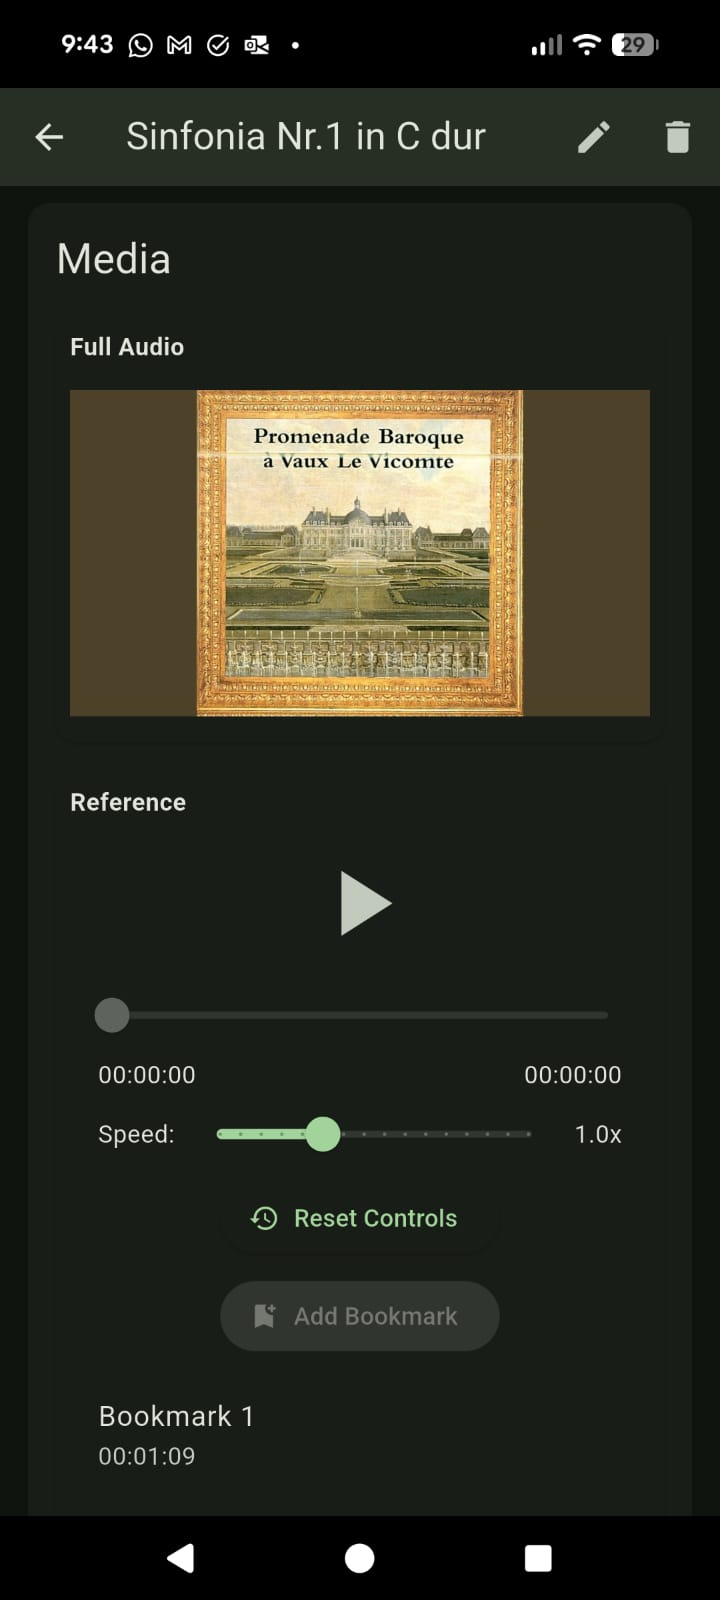 9:43
29
Sinfonia Nr.1 in C dur
Media
Full Audio
Promenade Baroque
à Vaux Le Vicomte
Reference
00:00:00 00:00:00
Speed: 1.0x
Reset Controls
Add Bookmark
Bookmark 1
00:01:09